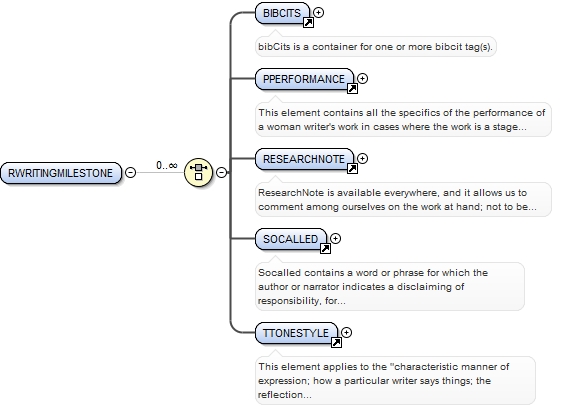 BIBCITS
bibCits is a container for one or more bibcit tag(s).
PPERFORMANCE
This element contains all the specifics of the performance of
a woman writer's work in cases where the work is a stage...
RWRITINGMILESTONE
0..∞
RESEARCHNOTE
ResearchNote is available everywhere, and it allows us to
comment among ourselves on the work at hand; not to be...
SOCALLED
Socalled contains a word or phrase for which the
author or narrator indicates a disclaiming of
responsibility, for...
TTONESTYLE
This element applies to the "characteristic manner of
expression; how a particular writer says things; the
reflection...